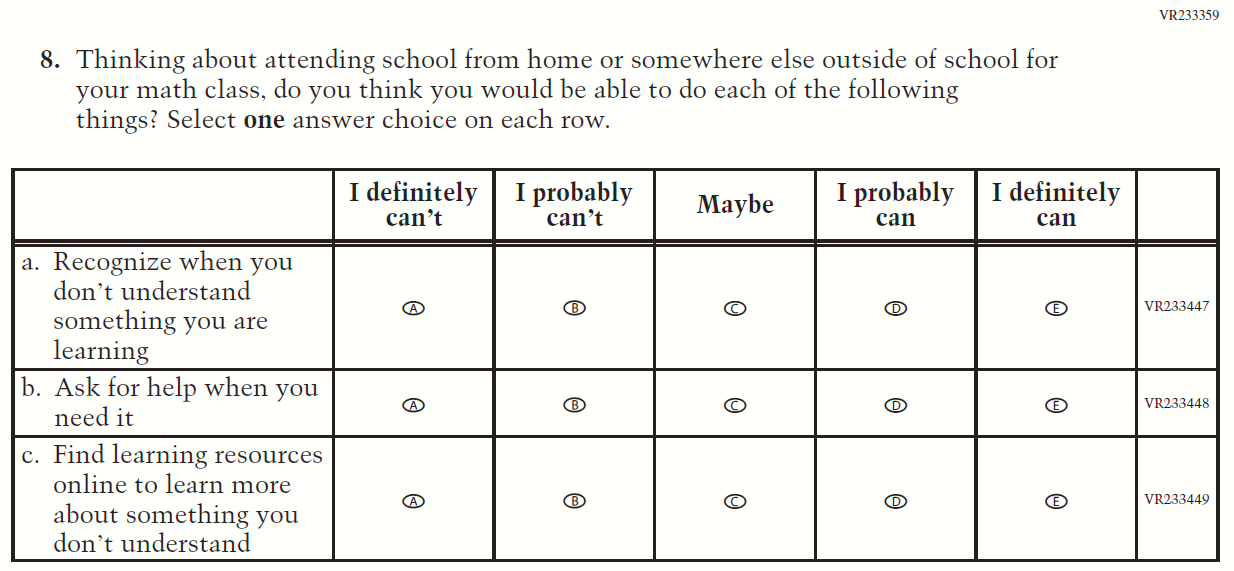 VR233359
8. Thinking about attending school from home or somewhere else outside of school for
your math class, do you think you would be able to do each of the following
things? Select one answer choice on each row.
I definitely can't I probably can't Maybe I probably can I definitely can
a. Recognize when you
don't understand
something you are
learning
A B C D E VR233447
b. Ask for help when you
need it
A B C D E VR233448
c. Find learning resources
online to learn more
about something you
don't understand
A B C D E VR233449